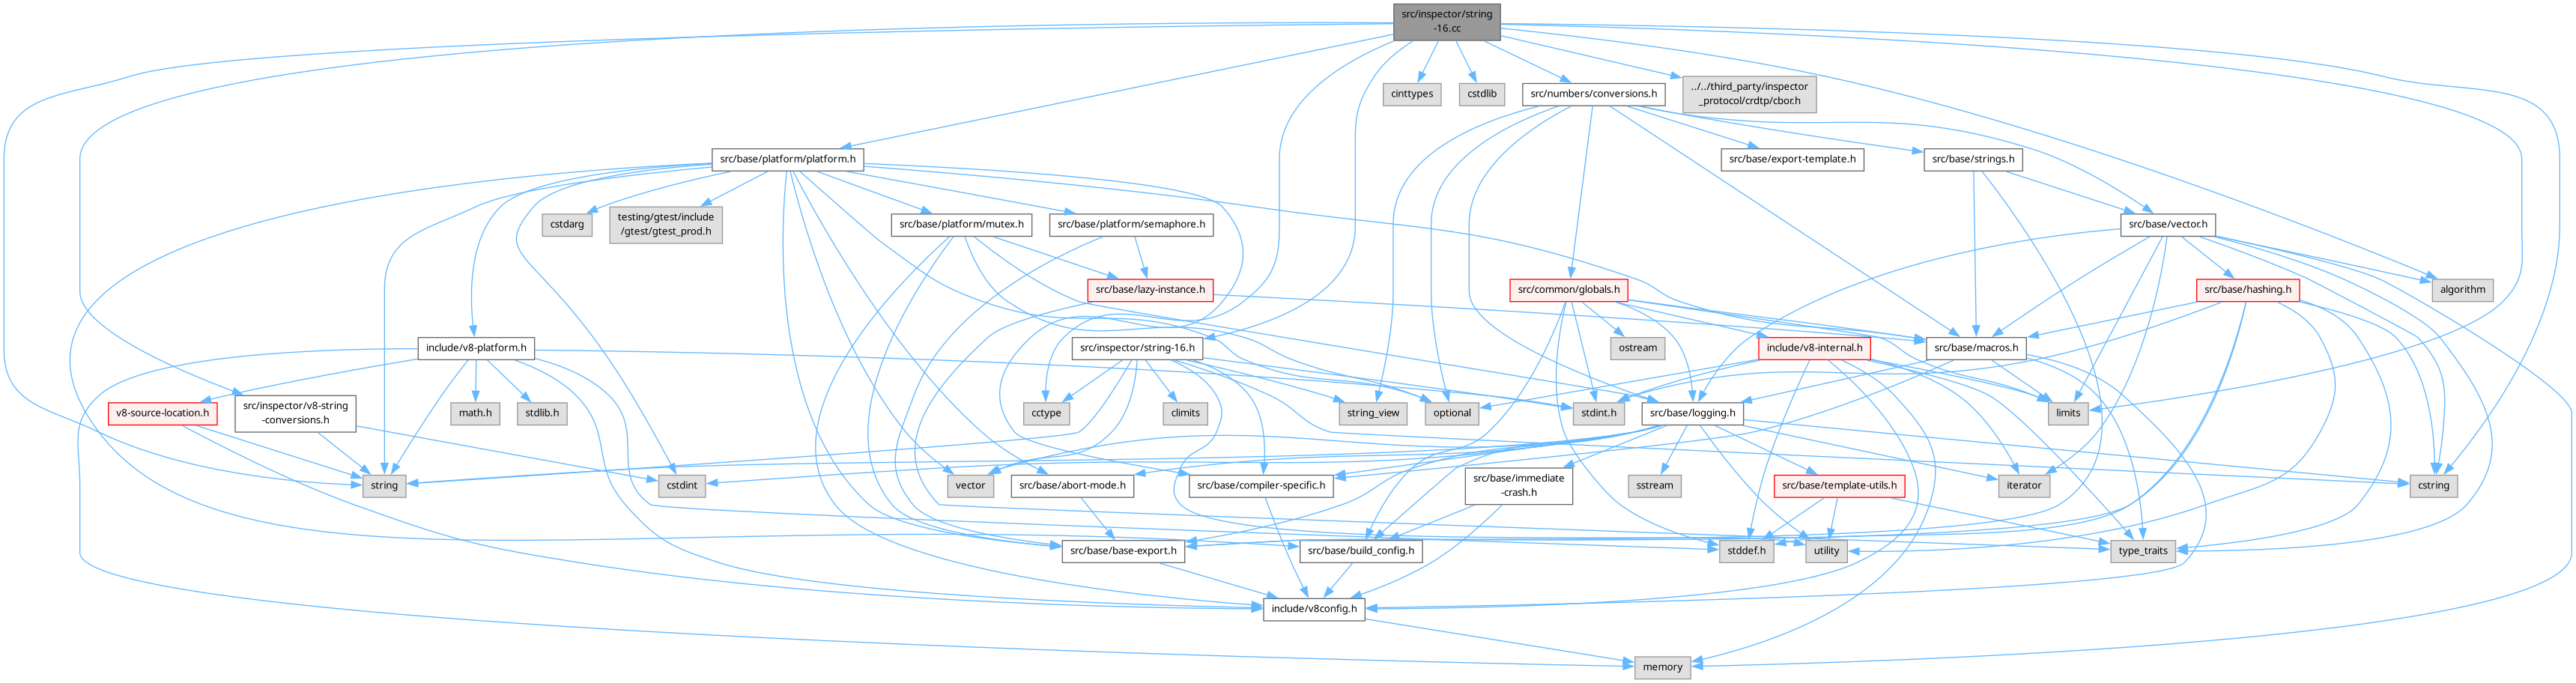 src/inspector/string
-16.cc
cinttypes
cstdlib
src/numbers/conversions.h
../../third_party/inspector
_protocol/crdtp/cbor.h
src/base/platform/platform.h
src/base/export-template.h
src/base/strings.h
cstdarg
testing/gtest/include
/gtest/gtest_prod.h
src/base/platform/mutex.h
src/base/platform/semaphore.h
src/base/vector.h
src/base/lazy-instance.h
src/common/globals.h
src/base/hashing.h
algorithm
include/v8-platform.h
src/inspector/string-16.h
ostream
include/v8-internal.h
src/base/macros.h
v8-source-location.h
src/inspector/v8-string
-conversions.h
math.h
stdlib.h
cctype
climits
string_view
optional
stdint.h
src/base/logging.h
limits
string
cstdint
vector
src/base/abort-mode.h
src/base/compiler-specific.h
src/base/immediate
-crash.h
sstream
src/base/template-utils.h
iterator
cstring
src/base/base-export.h
src/base/build_config.h
stddef.h
utility
type_traits
include/v8config.h
memory